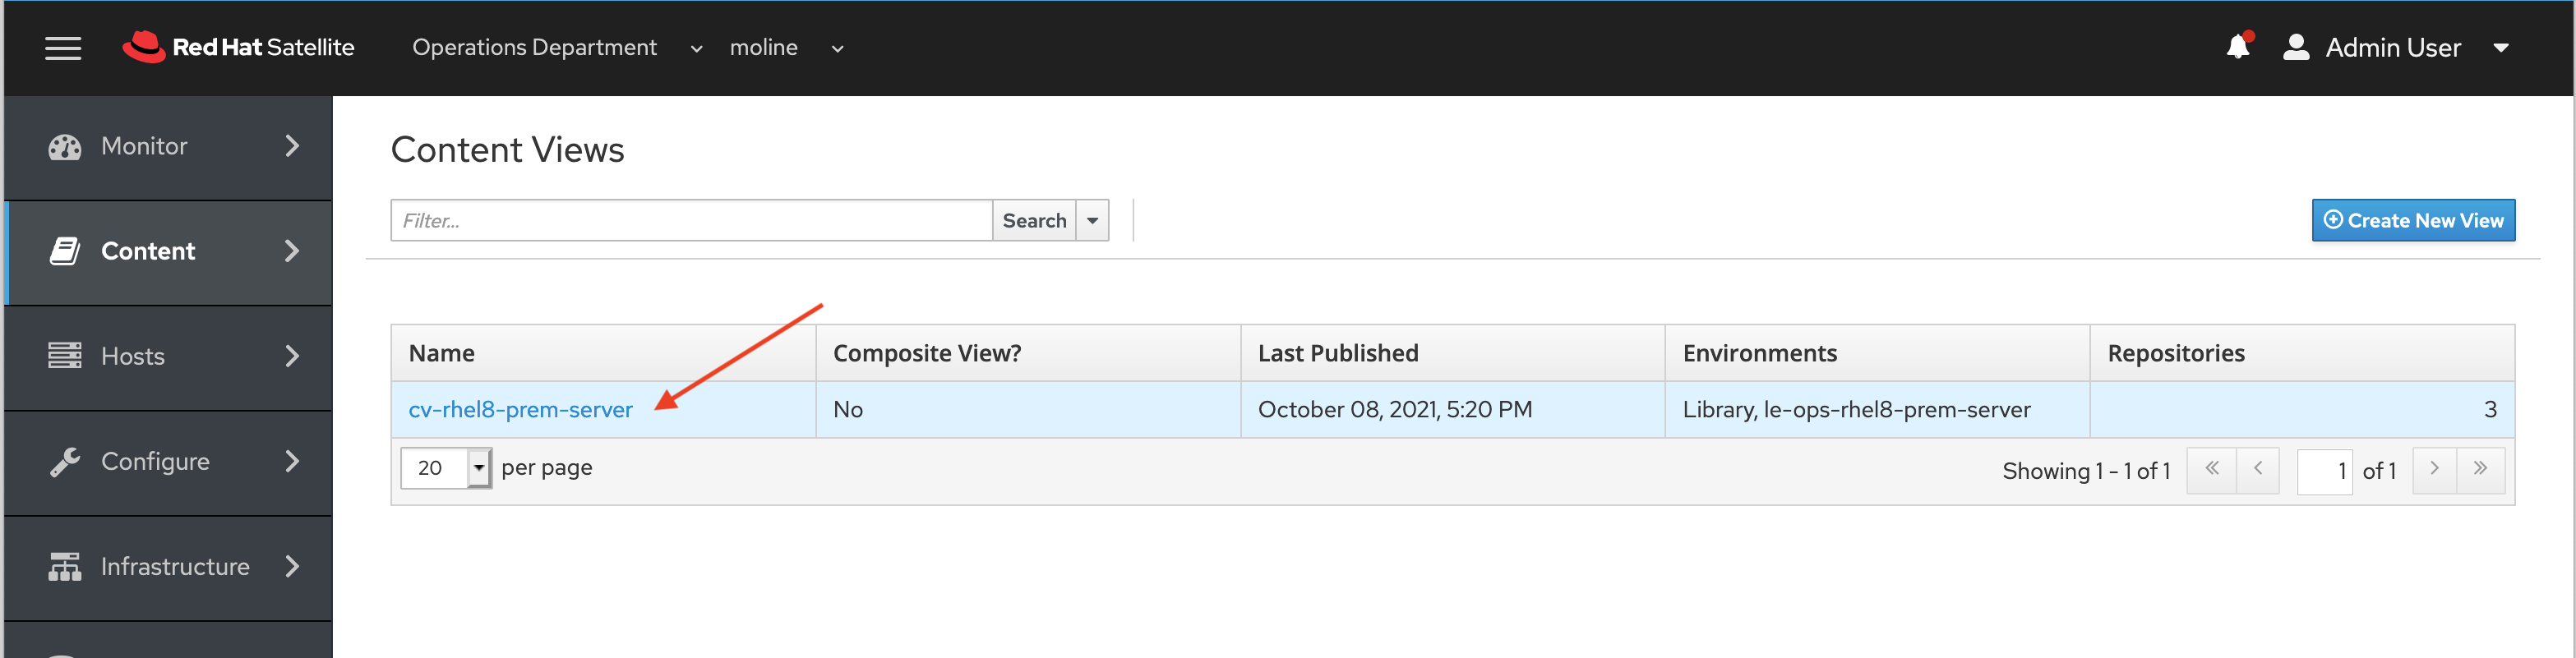 Red Hat Satellite Operations Department moline Admin User
Monitor
Content
Hosts
Configure
Infrastructure
Content Views
Filter... Search Create New View
Name Composite View? Last Published Environments Repositories
cv-rhel8-prem-server No October 08, 2021, 5:20 PM Library, le-ops-rhel8-prem-server 3
20 per page Showing 1 - 1 of 1 « ‹ 1 of 1 › »